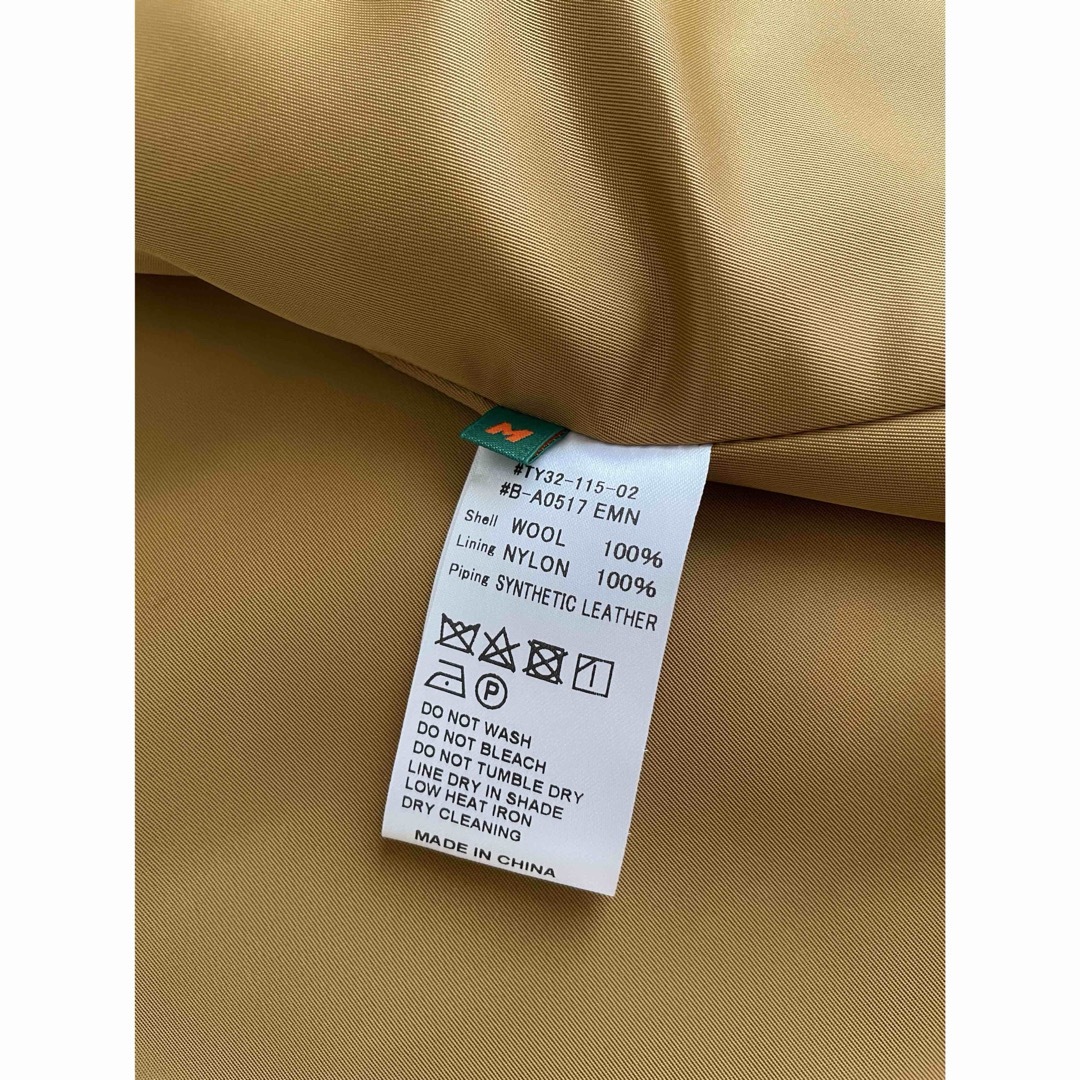 M
#TY32-115-02
#B-A0517 EMN
Shell WOOL 100%
Lining NYLON 100%
Piping SYNTHETIC LEATHER
P
DO NOT WASH
DO NOT BLEACH
DO NOT TUMBLE DRY
LINE DRY IN SHADE
LOW HEAT IRON
DRY CLEANING
MADE IN CHINA